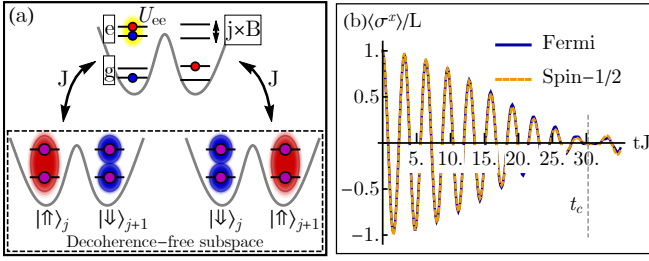 (a)
U_ee
e
j×B
g
J
J
|⇑⟩_j |⇓⟩_{j+1} |⇓⟩_j |⇑⟩_{j+1}
Decoherence−free subspace
(b)
⟨σ^x⟩/L
1.
0.5
−0.5
−1.
Fermi
Spin−1/2
5. 10. 15. 20. 25. 30.
tJ
t_c